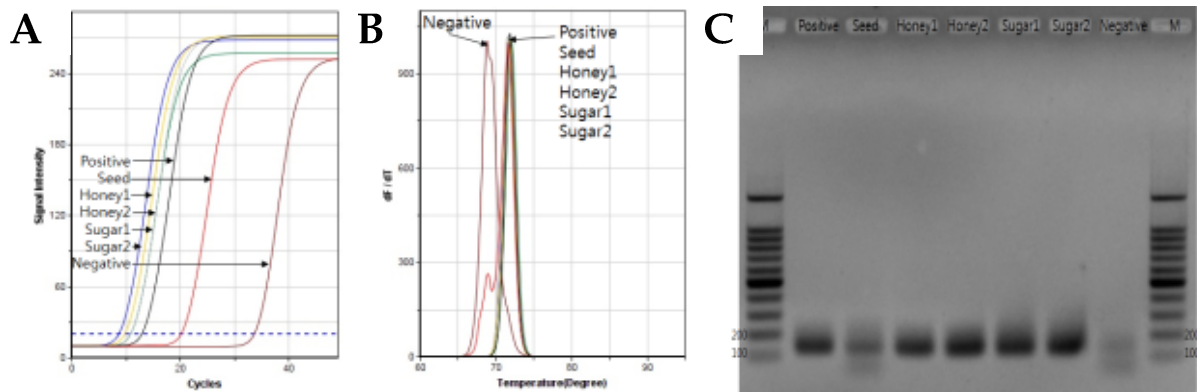 A
240
180
120
60
0
Signal Intensity
Positive
Seed
Honey1
Honey2
Sugar1
Sugar2
Negative
0
20
40
Cycles
B
Negative
Positive
Seed
Honey1
Honey2
Sugar1
Sugar2
900
600
300
0
dF / dT
60
70
80
90
Temperature(Degree)
C
M Positive Seed Honey1 Honey2 Sugar1 Sugar2 Negative M
200
100
200
100